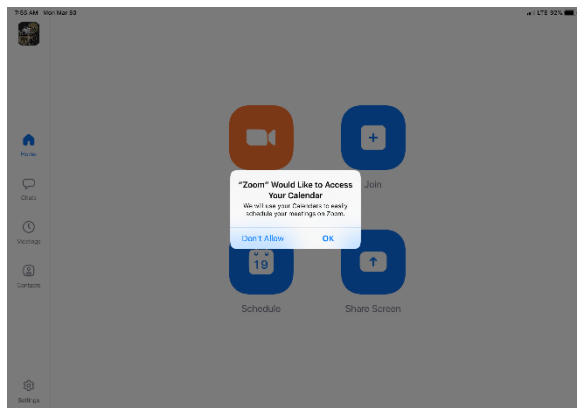 7:55 AM Mon Mar 30
LTE 92%
Home
Chats
Meetings
Contacts
Settings
Join
"Zoom" Would Like to Access
Your Calendar
We will use your Calendars to easily
schedule your meetings on Zoom.
Don't Allow
OK
19
Schedule
Share Screen